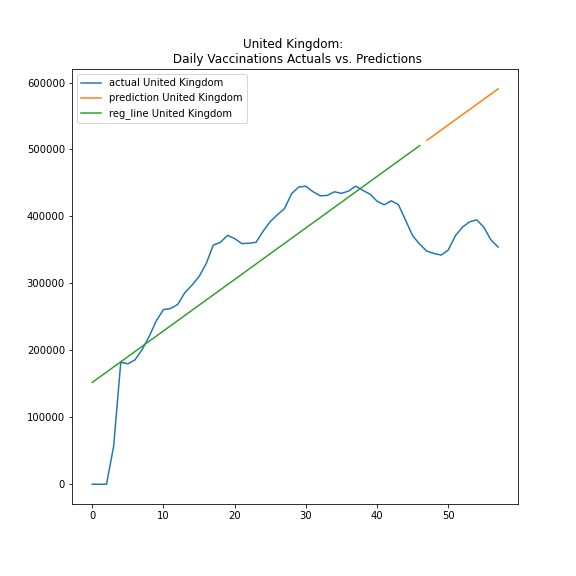 United Kingdom:
Daily Vaccinations Actuals vs. Predictions
actual United Kingdom
prediction United Kingdom
reg_line United Kingdom
600000
500000
400000
300000
200000
100000
0
0 10 20 30 40 50